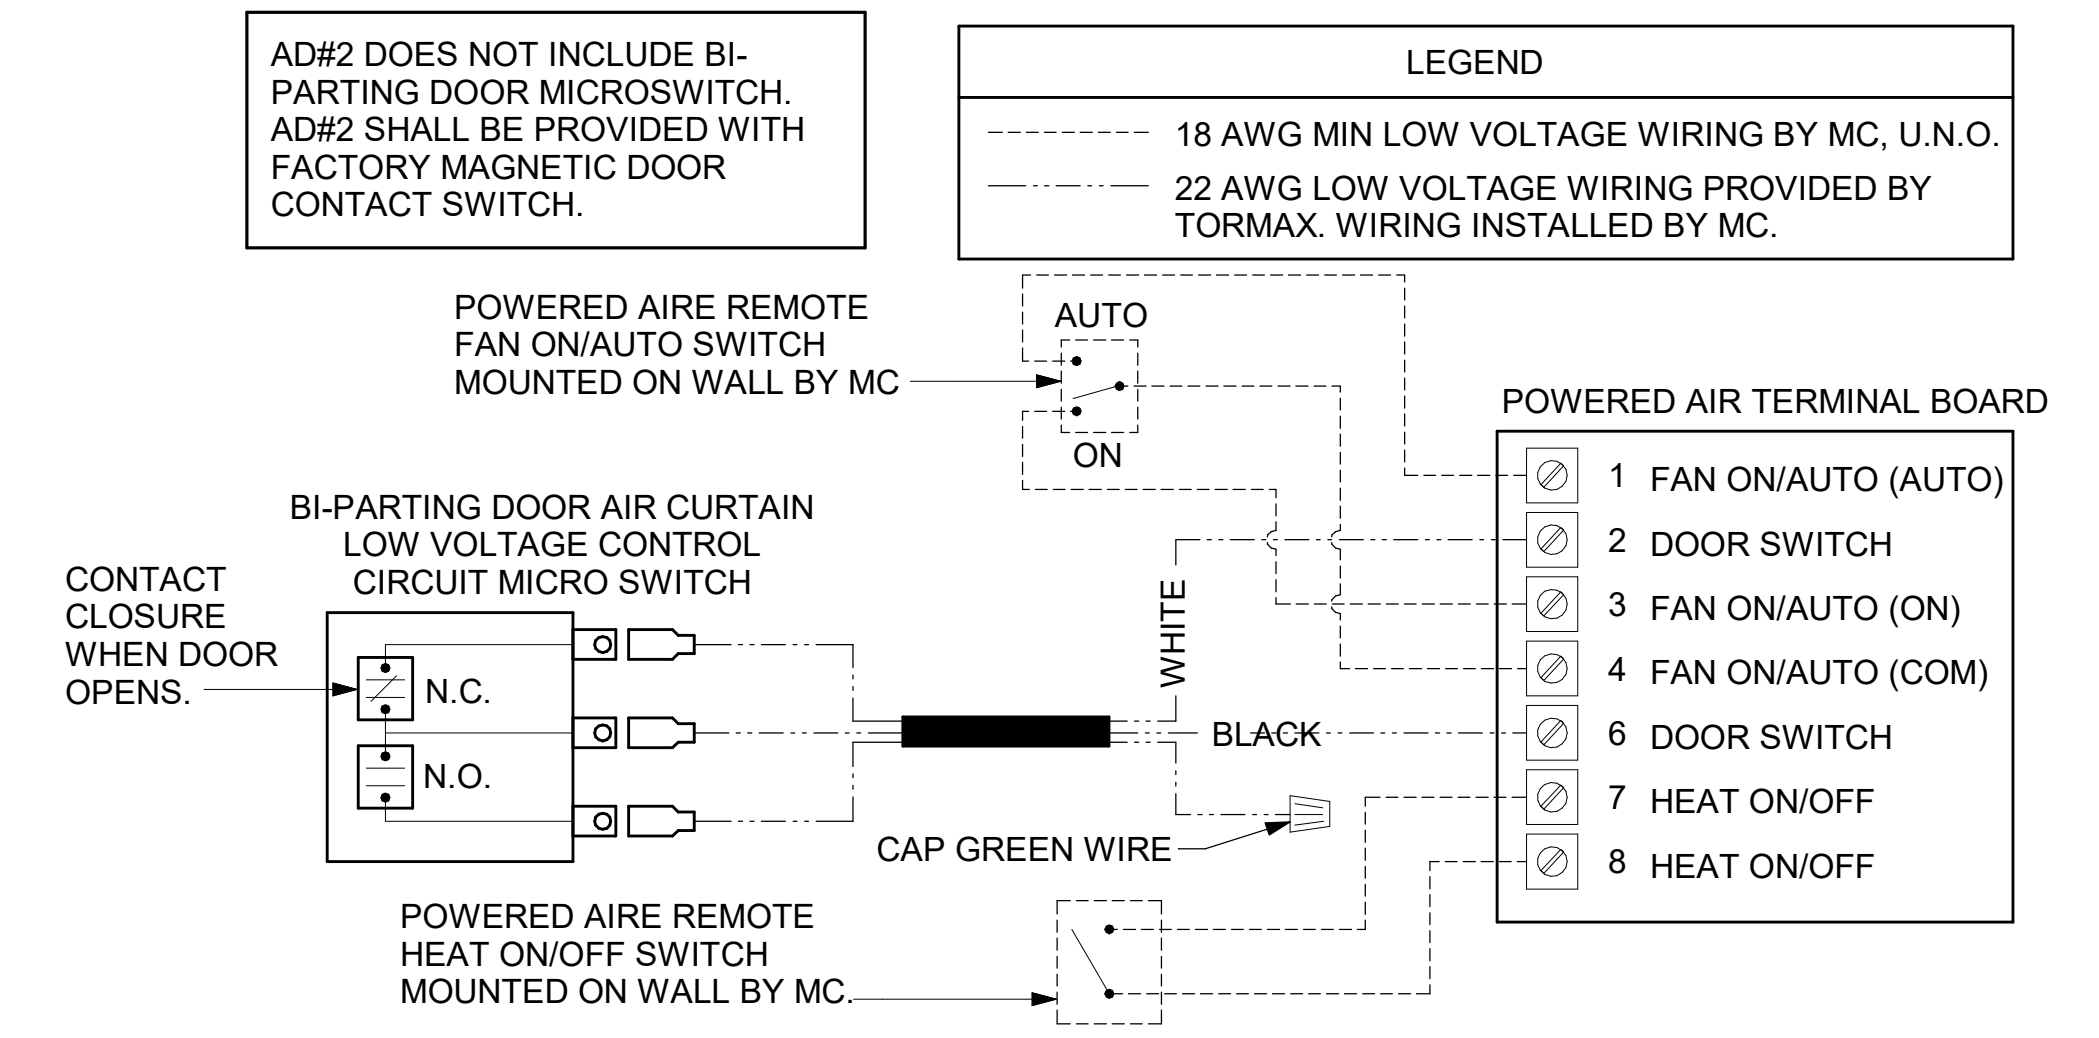 AD#2 DOES NOT INCLUDE BI-
PARTING DOOR MICROSWITCH.
AD#2 SHALL BE PROVIDED WITH
FACTORY MAGNETIC DOOR
CONTACT SWITCH.
LEGEND
18 AWG MIN LOW VOLTAGE WIRING BY MC, U.N.O.
22 AWG LOW VOLTAGE WIRING PROVIDED BY
TORMAX. WIRING INSTALLED BY MC.
POWERED AIRE REMOTE
FAN ON/AUTO SWITCH
MOUNTED ON WALL BY MC
AUTO
ON
POWERED AIR TERMINAL BOARD
1 FAN ON/AUTO (AUTO)
2 DOOR SWITCH
3 FAN ON/AUTO (ON)
4 FAN ON/AUTO (COM)
6 DOOR SWITCH
7 HEAT ON/OFF
8 HEAT ON/OFF
BI-PARTING DOOR AIR CURTAIN
LOW VOLTAGE CONTROL
CIRCUIT MICRO SWITCH
CONTACT
CLOSURE
WHEN DOOR
OPENS.
N.C.
N.O.
WHITE
BLACK
CAP GREEN WIRE
POWERED AIRE REMOTE
HEAT ON/OFF SWITCH
MOUNTED ON WALL BY MC.